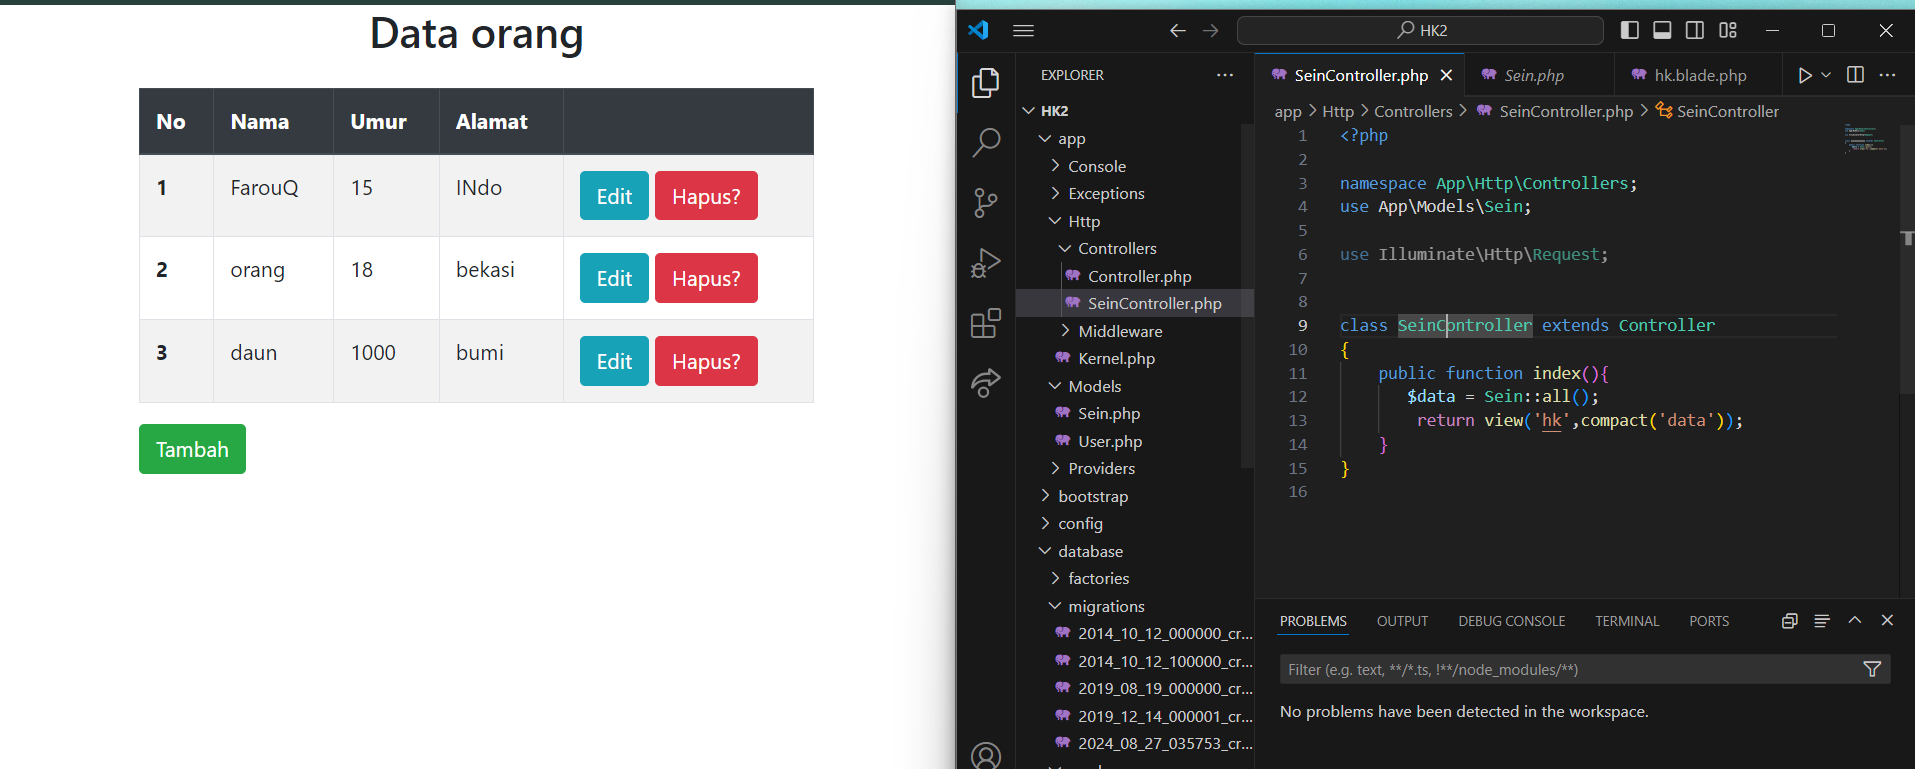 Data orang
No Nama Umur Alamat
1 FarouQ 15 INdo Edit Hapus?
2 orang 18 bekasi Edit Hapus?
3 daun 1000 bumi Edit Hapus?
Tambah
HK2
EXPLORER
HK2
app
Console
Exceptions
Http
Controllers
Controller.php
SeinController.php
Middleware
Kernel.php
Models
Sein.php
User.php
Providers
bootstrap
config
database
factories
migrations
2014_10_12_000000_cr...
2014_10_12_100000_cr...
2019_08_19_000000_cr...
2019_12_14_000001_cr...
2024_08_27_035753_cr...
SeinController.php Sein.php hk.blade.php
app > Http > Controllers > SeinController.php > SeinController
1 <?php
2
3 namespace App\Http\Controllers;
4 use App\Models\Sein;
5
6 use Illuminate\Http\Request;
7
8
9 class SeinController extends Controller
10 {
11 public function index(){
12 $data = Sein::all();
13 return view('hk',compact('data'));
14 }
15 }
16
PROBLEMS OUTPUT DEBUG CONSOLE TERMINAL PORTS
Filter (e.g. text, **/*.ts, !**/node_modules/**)
No problems have been detected in the workspace.